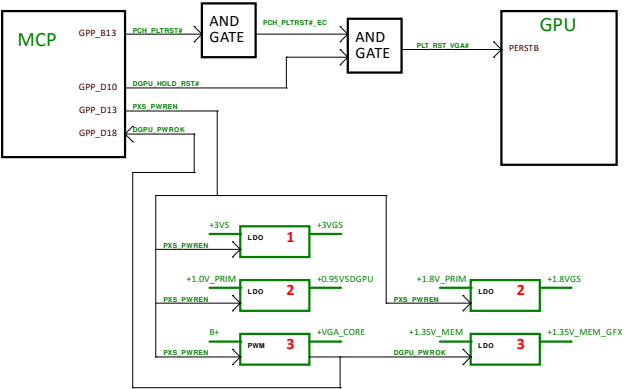 MCP
GPP_B13
PCH_PLTRST#
AND
GATE
PCH_PLTRST#_EC
AND
GATE
PLT_RST_VGA#
GPU
PERSTB
GPP_D10
DGPU_HOLD_RST#
GPP_D13
PXS_PWREN
GPP_D18
DGPU_PWROK
+3VS
LDO
1
+3VGS
PXS_PWREN
+1.0V_PRIM
LDO
2
+0.95VSDGPU
PXS_PWREN
+1.8V_PRIM
LDO
2
+1.8VGS
PXS_PWREN
B+
PWM
3
+VGA_CORE
PXS_PWREN
+1.35V_MEM
LDO
3
+1.35V_MEM_GFX
DGPU_PWROK